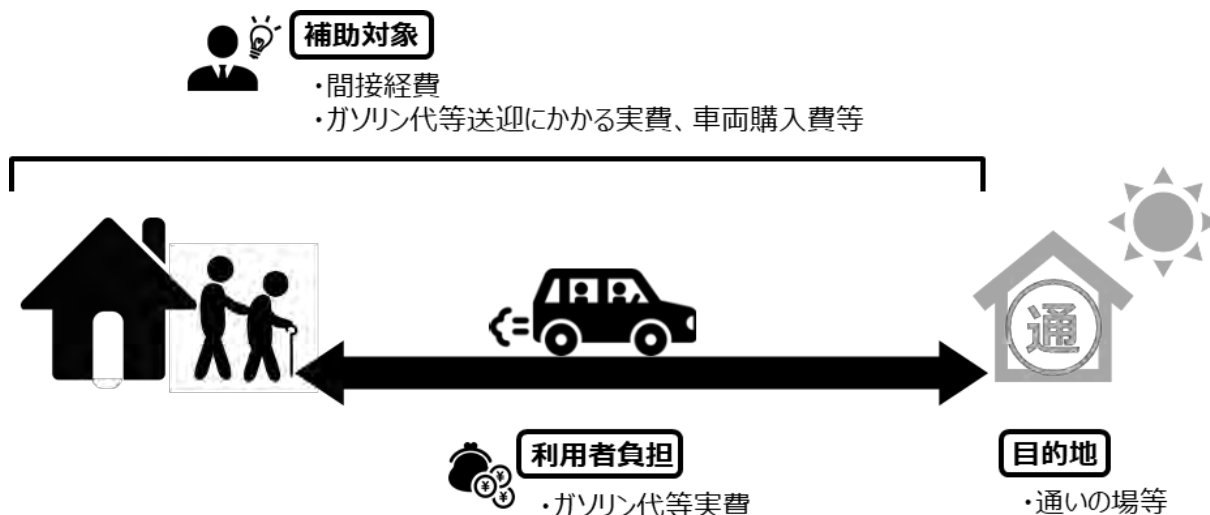 補助対象
・間接経費
・ガソリン代等送迎にかかる実費、車両購入費等
通
利用者負担
・ガソリン代等実費
目的地
・通いの場等